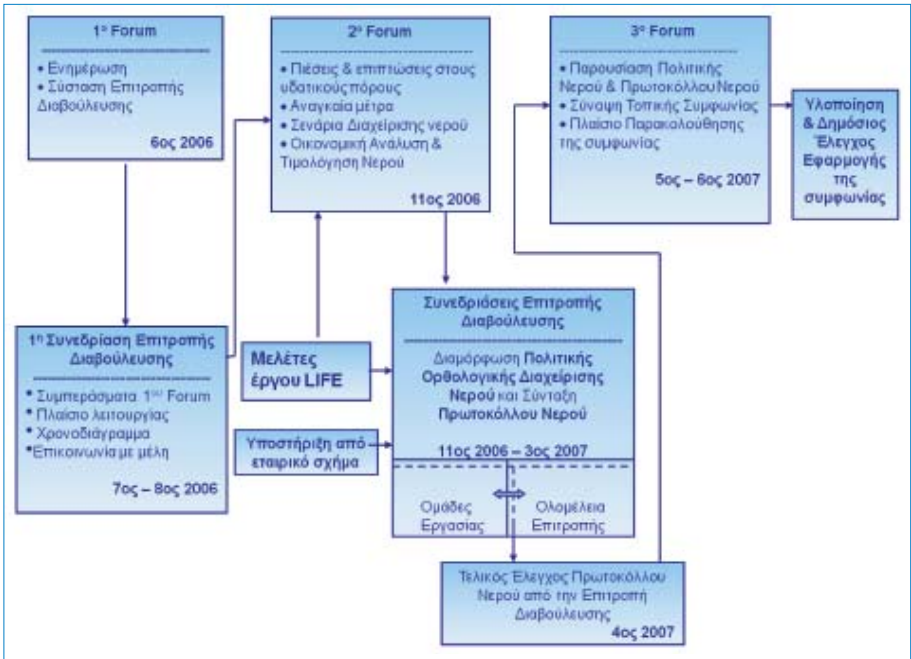 1ο Forum
• Ενημέρωση
• Σύσταση Επιτροπής
Διαβούλευσης
6ος 2006
2ο Forum
• Πιέσεις & επιπτώσεις στους
υδατικούς πόρους
• Αναγκαία μέτρα
• Σενάρια Διαχείρισης νερού
• Οικονομική Ανάλυση &
Τιμολόγηση Νερού
11ος 2006
3ο Forum
• Παρουσίαση Πολιτικής
Νερού & Πρωτοκόλλου Νερού
• Σύναψη Τοπικής Συμφωνίας
• Πλαίσιο Παρακολούθησης
της συμφωνίας
5ος – 6ος 2007
Υλοποίηση
& Δημόσιος
Έλεγχος
Εφαρμογής
της
συμφωνίας
1η Συνεδρίαση Επιτροπής
Διαβούλευσης
• Συμπεράσματα 1ου Forum
• Πλαίσιο λειτουργίας
• Χρονοδιάγραμμα
• Επικοινωνία με μέλη
7ος – 8ος 2006
Μελέτες
έργου LIFE
Υποστήριξη από
εταιρικό σχήμα
Συνεδριάσεις Επιτροπής
Διαβούλευσης
Διαμόρφωση Πολιτικής
Ορθολογικής Διαχείρισης
Νερού και Σύνταξη
Πρωτοκόλλου Νερού
11ος 2006 – 3ος 2007
Ομάδες
Εργασίας
Ολομέλεια
Επιτροπής
Τελικός Έλεγχος Πρωτοκόλλου
Νερού από την Επιτροπή
Διαβούλευσης
4ος 2007